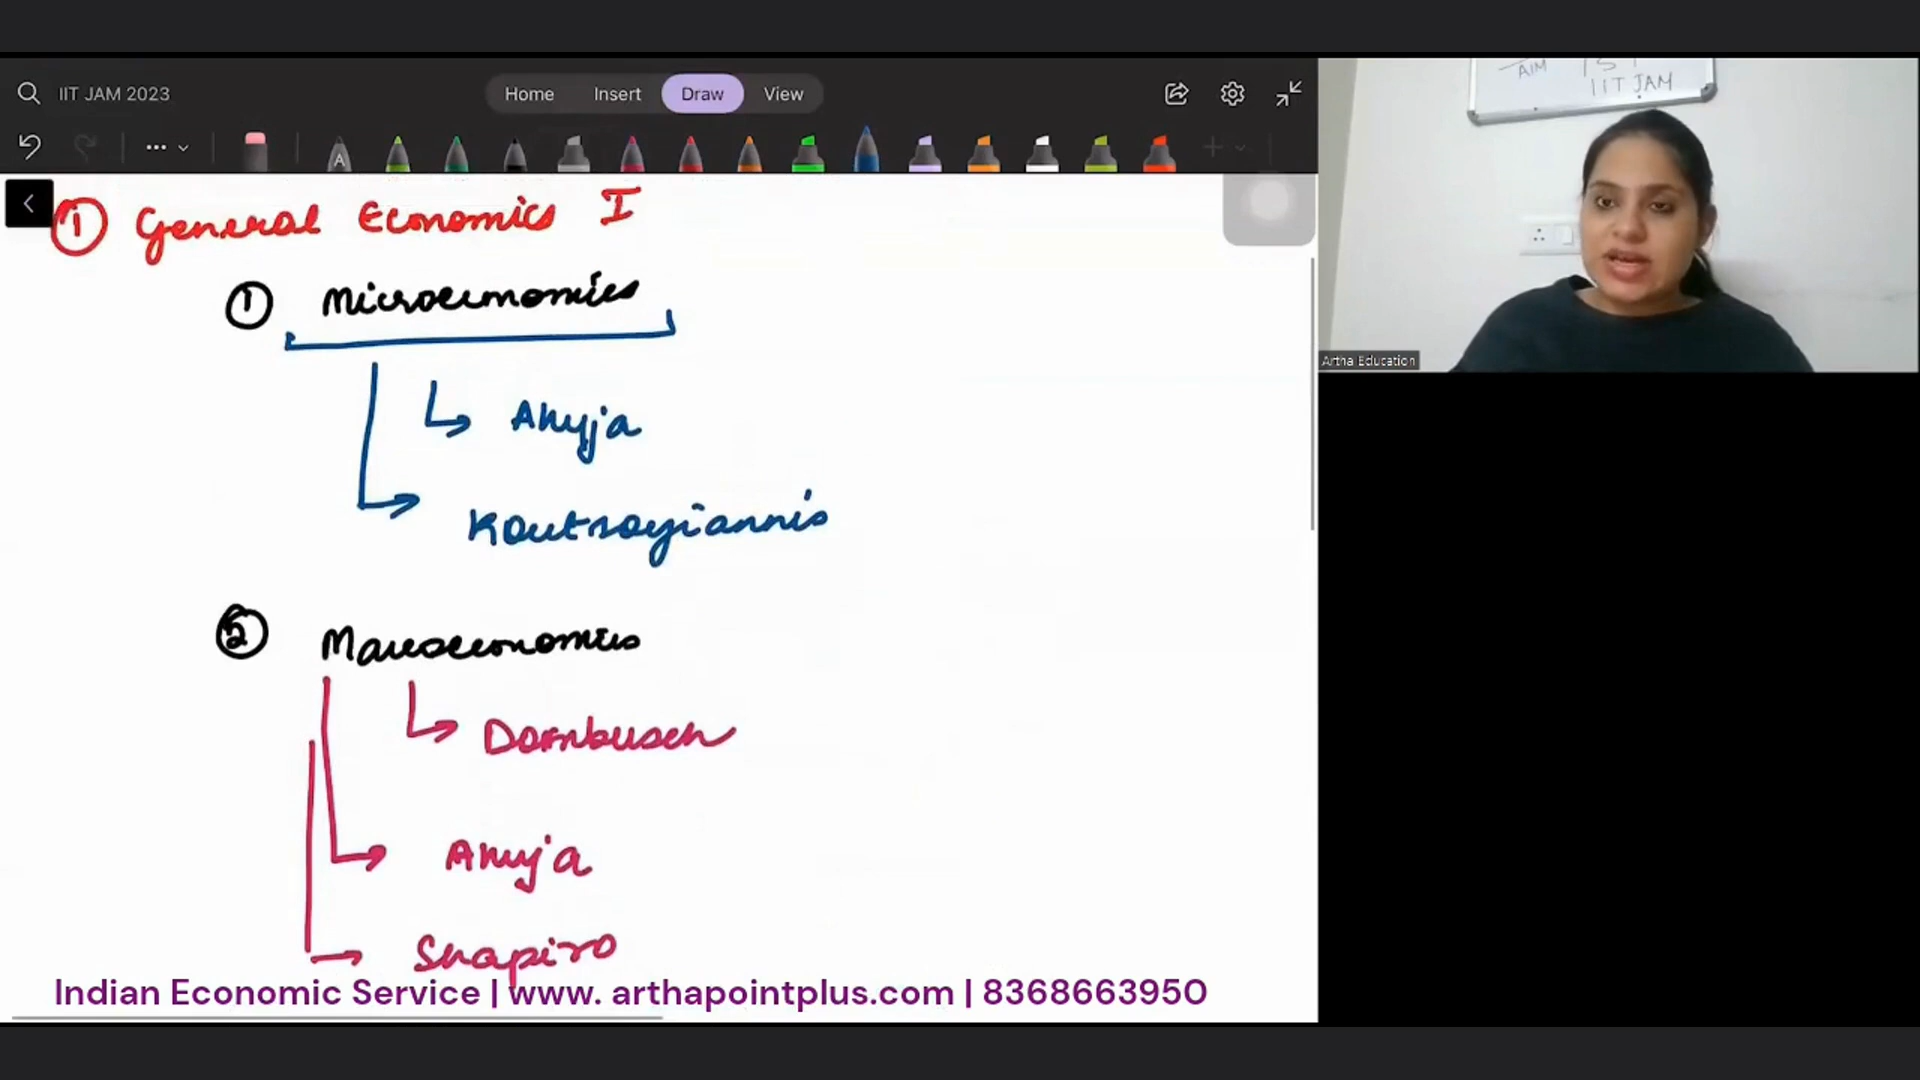 IIT JAM 2023
Home Insert Draw View
A
AIM
IIT JAM
① General Economics I
① Microeconomics
Ahuja
Koutsoyiannis
② Macroeconomics
Dornbusch
Ahuja
Shapiro
Artha Education
Indian Economic Service | www. arthapointplus.com | 8368663950